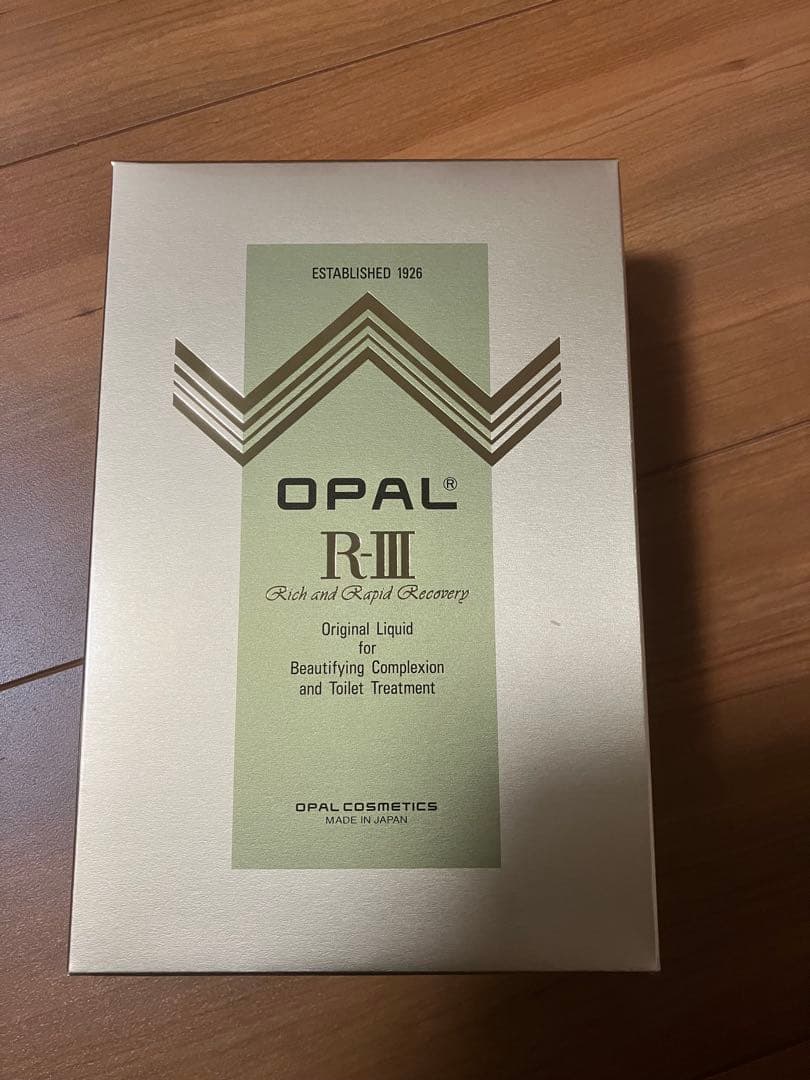 ESTABLISHED 1926
OPAL®
R-III
Rich and Rapid Recovery
Original Liquid
for
Beautifying Complexion
and Toilet Treatment
OPAL COSMETICS
MADE IN JAPAN